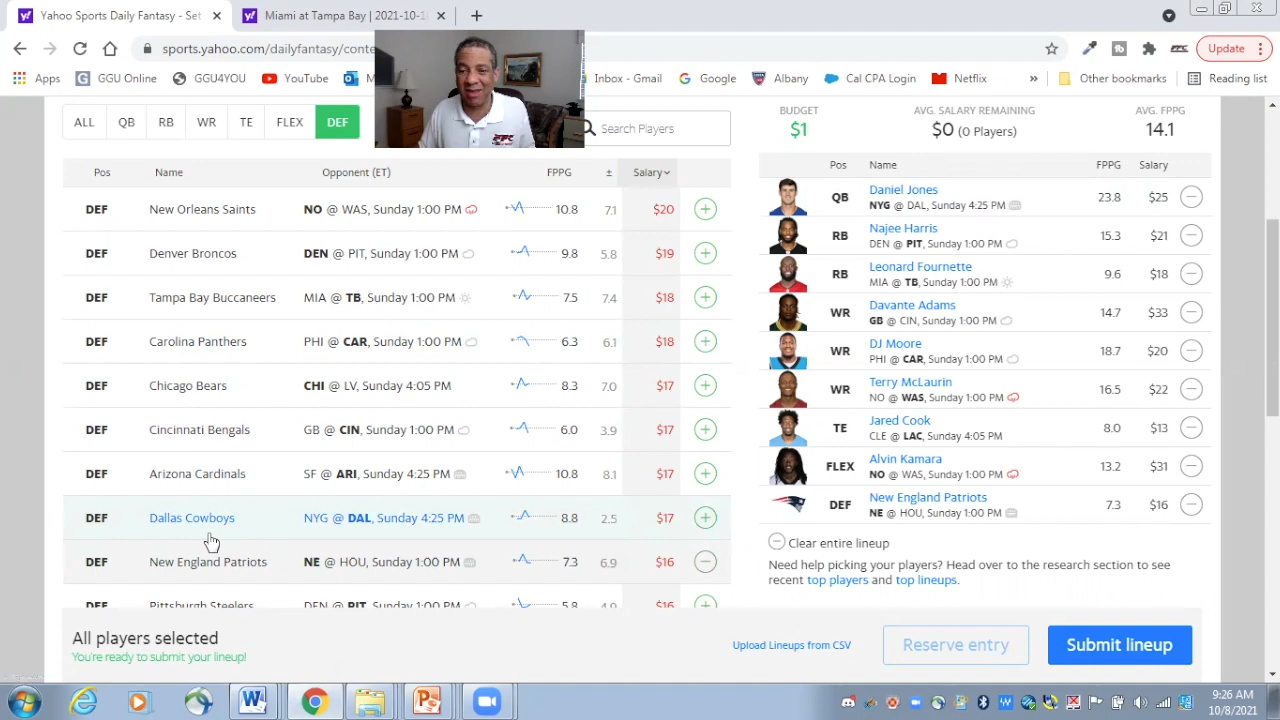 Yahoo Sports Daily Fantasy - Set
Miami at Tampa Bay | 2021-10-1
sports.yahoo.com/dailyfantasy/conte
Update
Apps GGU Online GGU4YOU YouTube
Inbox - Gmail Google Albany Cal CPA Netflix » Other bookmarks Reading list
ALL QB RB WR TE FLEX DEF
Search Players
Pos Name Opponent (ET) FPPG ± Salary
DEF New Orleans Saints NO @ WAS, Sunday 1:00 PM 10.8 7.1 $20
DEF Denver Broncos DEN @ PIT, Sunday 1:00 PM 9.8 5.8 $19
DEF Tampa Bay Buccaneers MIA @ TB, Sunday 1:00 PM 7.5 7.4 $18
DEF Carolina Panthers PHI @ CAR, Sunday 1:00 PM 6.3 6.1 $18
DEF Chicago Bears CHI @ LV, Sunday 4:05 PM 8.3 7.0 $17
DEF Cincinnati Bengals GB @ CIN, Sunday 1:00 PM 6.0 3.9 $17
DEF Arizona Cardinals SF @ ARI, Sunday 4:25 PM 10.8 8.1 $17
DEF Dallas Cowboys NYG @ DAL, Sunday 4:25 PM 8.8 2.5 $17
DEF New England Patriots NE @ HOU, Sunday 1:00 PM 7.3 6.9 $16
DEF Pittsburgh Steelers DEN @ PIT, Sunday 1:00 PM 5.8 4.9 $16
All players selected
You're ready to submit your lineup!
BUDGET AVG. SALARY REMAINING AVG. FPPG
$1 $0 (0 Players) 14.1
Pos Name FPPG Salary
QB Daniel Jones 23.8 $25
NYG @ DAL, Sunday 4:25 PM
RB Najee Harris 15.3 $21
DEN @ PIT, Sunday 1:00 PM
RB Leonard Fournette 9.6 $18
MIA @ TB, Sunday 1:00 PM
WR Davante Adams 14.7 $33
GB @ CIN, Sunday 1:00 PM
WR DJ Moore 18.7 $20
PHI @ CAR, Sunday 1:00 PM
WR Terry McLaurin 16.5 $22
NO @ WAS, Sunday 1:00 PM
TE Jared Cook 8.0 $13
CLE @ LAC, Sunday 4:05 PM
FLEX Alvin Kamara 13.2 $31
NO @ WAS, Sunday 1:00 PM
DEF New England Patriots 7.3 $16
NE @ HOU, Sunday 1:00 PM
Clear entire lineup
Need help picking your players? Head over to the research section to see
recent top players and top lineups.
Upload Lineups from CSV Reserve entry Submit lineup
9:26 AM
10/8/2021